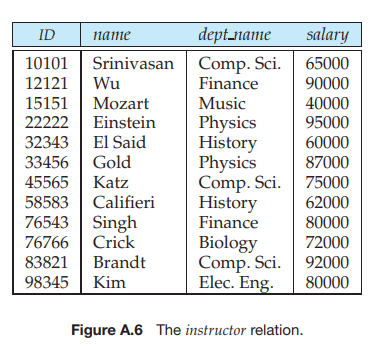 ID name dept_name salary
10101 Srinivasan Comp. Sci. 65000
12121 Wu Finance 90000
15151 Mozart Music 40000
22222 Einstein Physics 95000
32343 El Said History 60000
33456 Gold Physics 87000
45565 Katz Comp. Sci. 75000
58583 Califieri History 62000
76543 Singh Finance 80000
76766 Crick Biology 72000
83821 Brandt Comp. Sci. 92000
98345 Kim Elec. Eng. 80000
Figure A.6 The instructor relation.